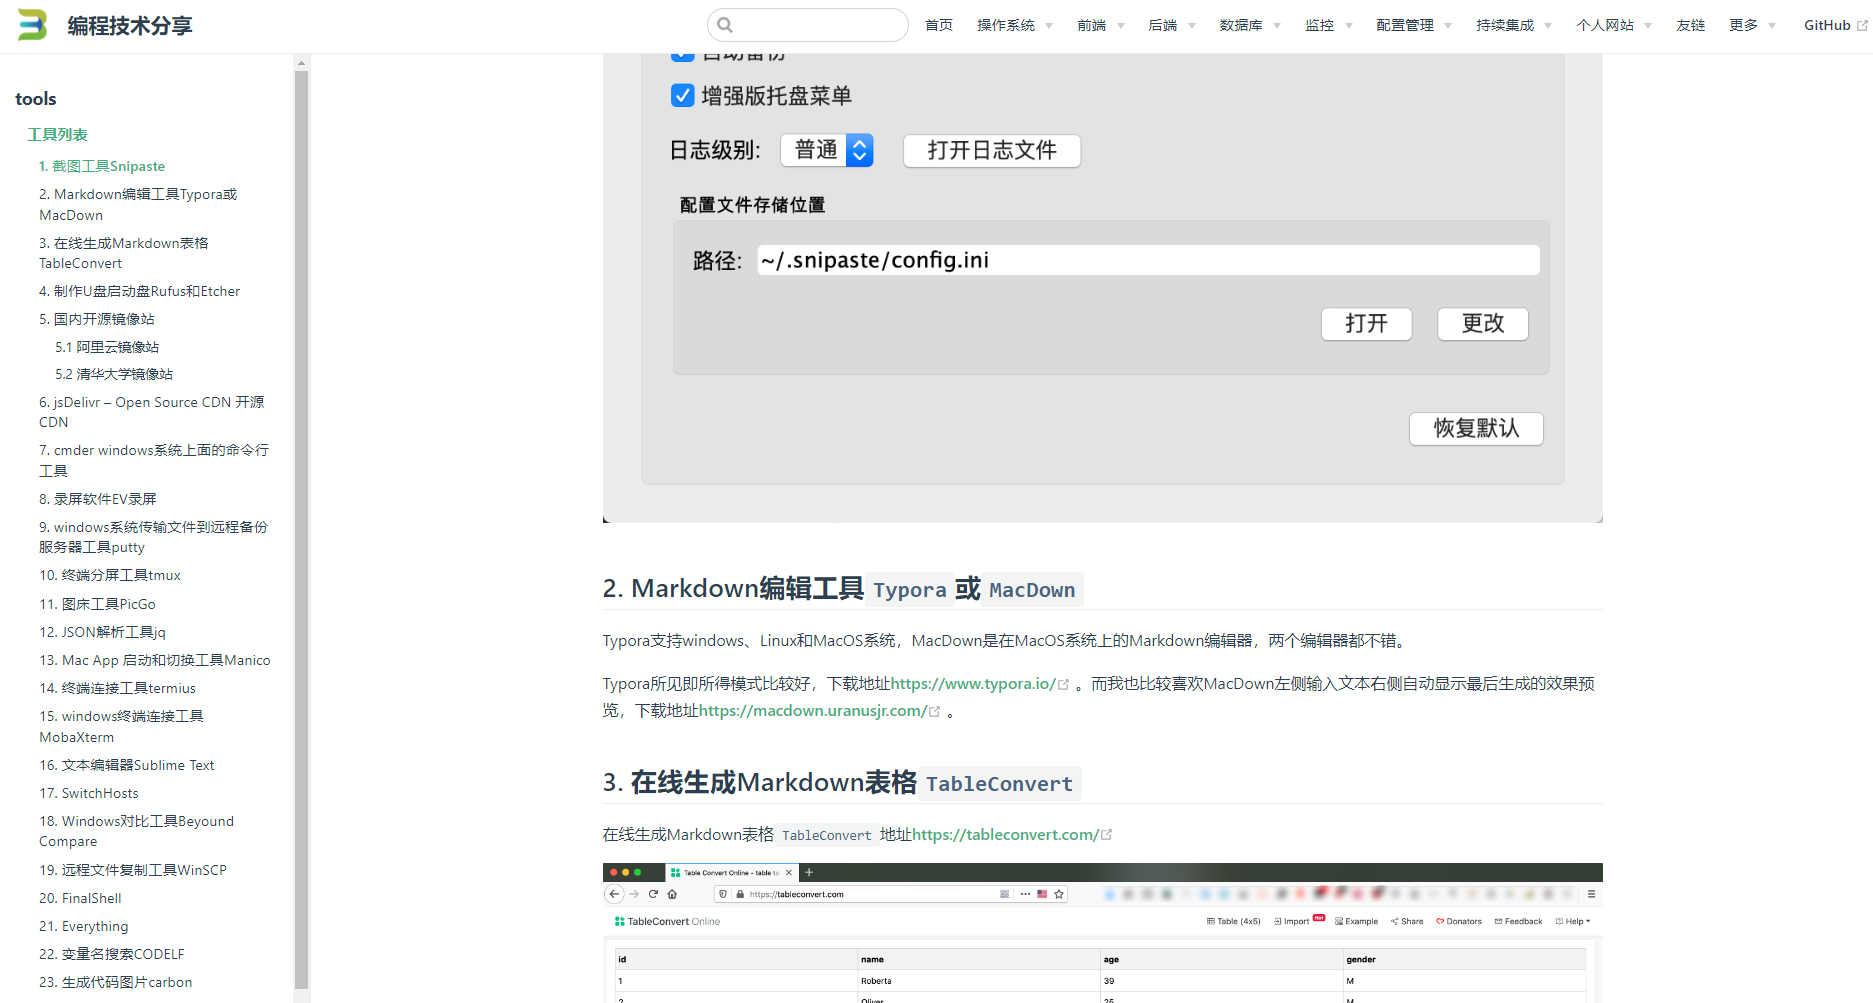 编程技术分享
首页 操作系统 前端 后端 数据库 监控 配置管理 持续集成 个人网站 友链 更多 GitHub
tools
工具列表
1. 截图工具Snipaste
2. Markdown编辑工具Typora或
MacDown
3. 在线生成Markdown表格
TableConvert
4. 制作U盘启动盘Rufus和Etcher
5. 国内开源镜像站
5.1 阿里云镜像站
5.2 清华大学镜像站
6. jsDelivr – Open Source CDN 开源
CDN
7. cmder windows系统上面的命令行
工具
8. 录屏软件EV录屏
9. windows系统传输文件到远程备份
服务器工具putty
10. 终端分屏工具tmux
11. 图床工具PicGo
12. JSON解析工具jq
13. Mac App 启动和切换工具Manico
14. 终端连接工具termius
15. windows终端连接工具
MobaXterm
16. 文本编辑器Sublime Text
17. SwitchHosts
18. Windows对比工具Beyound
Compare
19. 远程文件复制工具WinSCP
20. FinalShell
21. Everything
22. 变量名搜索CODELF
23. 生成代码图片carbon
自动备份
增强版托盘菜单
日志级别: 普通 打开日志文件
配置文件存储位置
路径: ~/.snipaste/config.ini
打开 更改
恢复默认
2. Markdown编辑工具 Typora 或 MacDown
Typora支持windows、Linux和MacOS系统，MacDown是在MacOS系统上的Markdown编辑器，两个编辑器都不错。
Typora所见即所得模式比较好，下载地址https://www.typora.io/ 。而我也比较喜欢MacDown左侧输入文本右侧自动显示最后生成的效果预
览，下载地址https://macdown.uranusjr.com/ 。
3. 在线生成Markdown表格 TableConvert
在线生成Markdown表格 TableConvert 地址https://tableconvert.com/
Table Convert Online - table to
https://tableconvert.com
TableConvert Online Table (4x5) Import Hot Example Share Donators Feedback Help
id name age gender
1 Roberta 39 M
2 Oliver 25 M